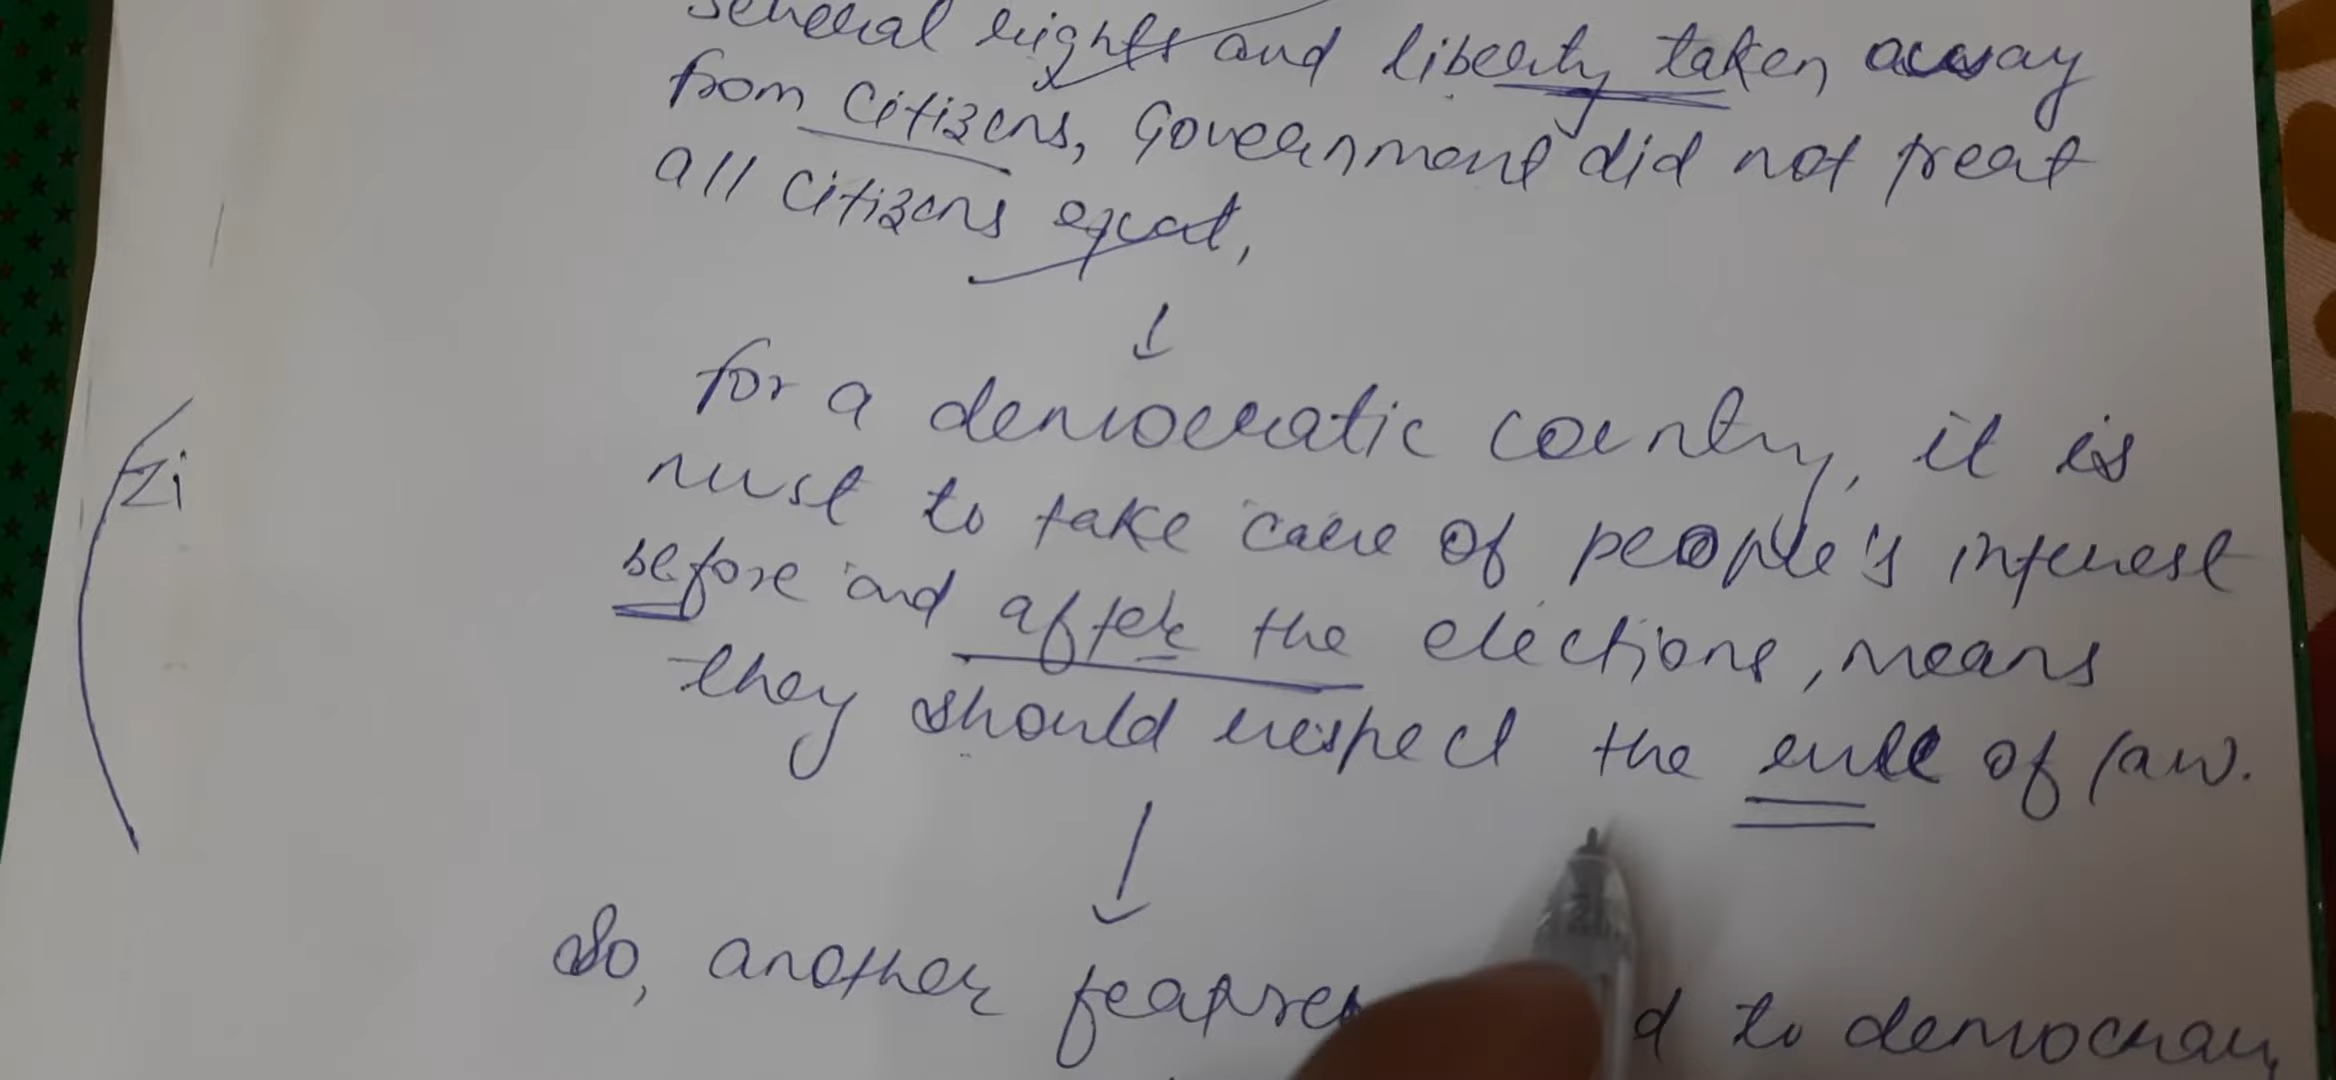 several rights and liberty taken away
from citizens, Government did not treat
all citizens equal,
for a democratic country, it is
must to take care of people's interest
before and after the elections, means
they should respect the rule of law.
So, another to democracy